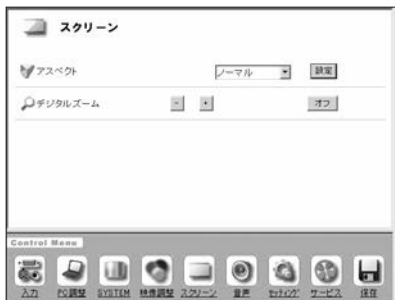 スクリーン
アスペクト ノーマル 設定
デジタルズーム - + オフ
Control Menu
入力 PC調整 SYSTEM 映像調整 スクリーン 音声 セッティング サービス 保存